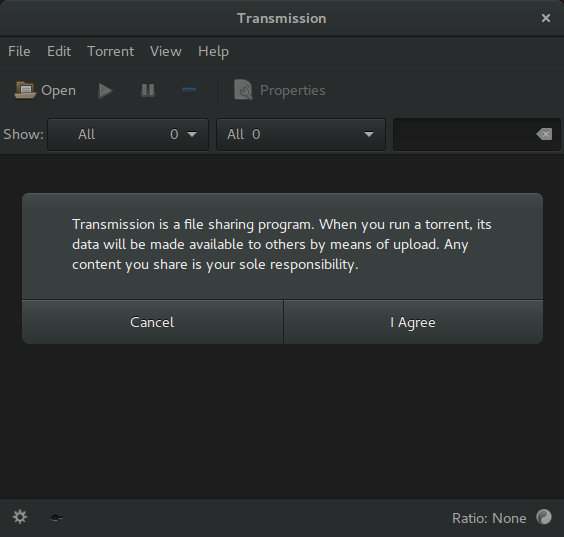 Transmission
File Edit Torrent View Help
Open Properties
Show: All 0 All 0
Transmission is a file sharing program. When you run a torrent, its
data will be made available to others by means of upload. Any
content you share is your sole responsibility.
Cancel I Agree
Ratio: None